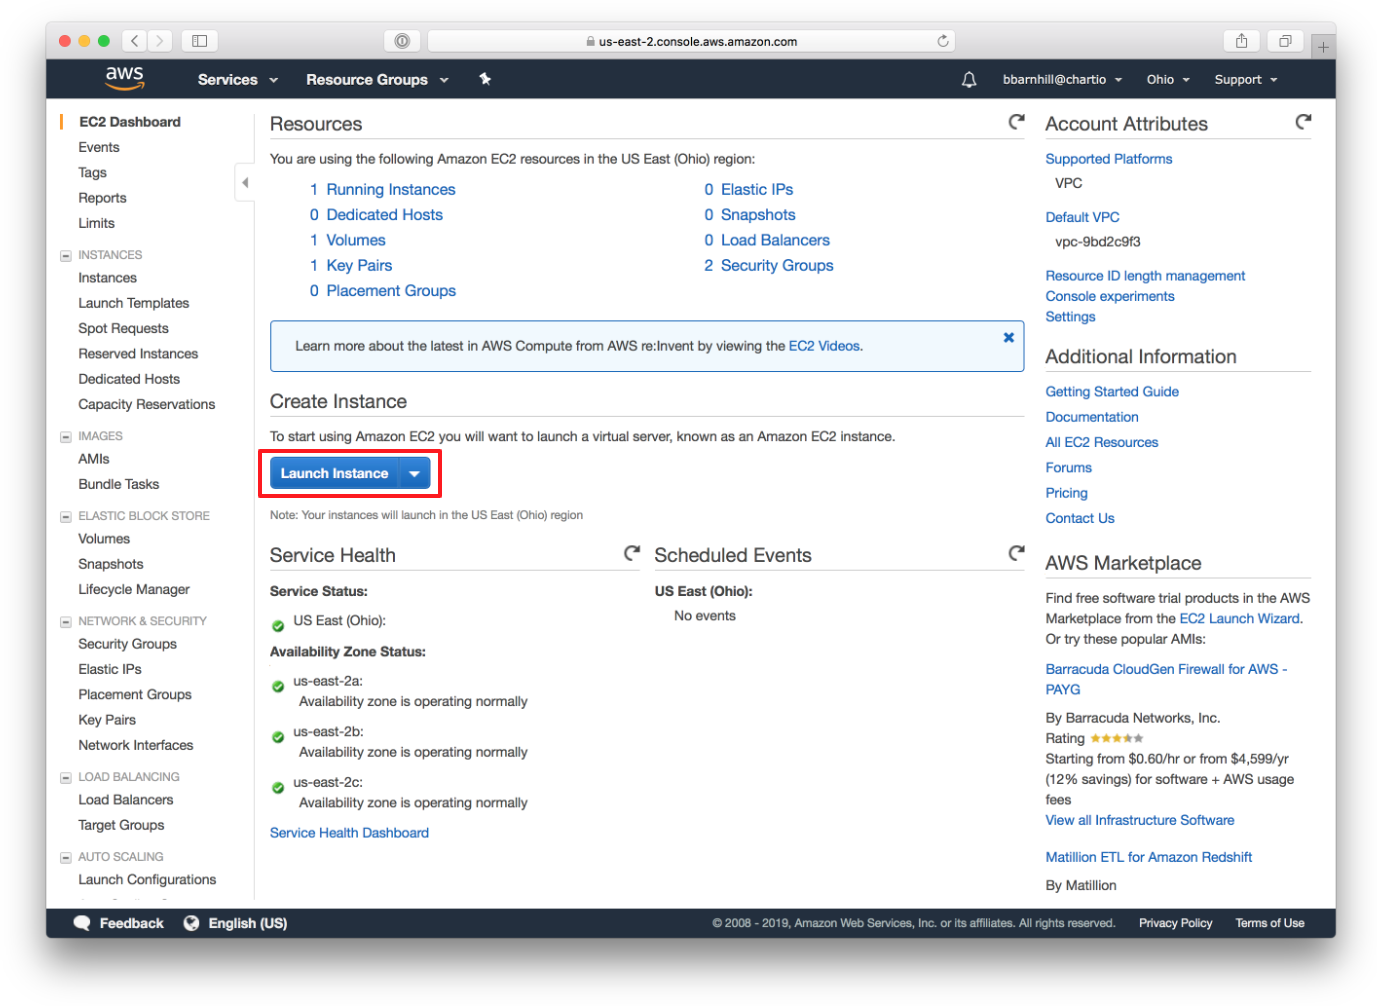 us-east-2.console.aws.amazon.com
aws Services Resource Groups bbarnhill@chartio Ohio Support
EC2 Dashboard
Events
Tags
Reports
Limits
INSTANCES
Instances
Launch Templates
Spot Requests
Reserved Instances
Dedicated Hosts
Capacity Reservations
IMAGES
AMIs
Bundle Tasks
ELASTIC BLOCK STORE
Volumes
Snapshots
Lifecycle Manager
NETWORK & SECURITY
Security Groups
Elastic IPs
Placement Groups
Key Pairs
Network Interfaces
LOAD BALANCING
Load Balancers
Target Groups
AUTO SCALING
Launch Configurations
Resources
You are using the following Amazon EC2 resources in the US East (Ohio) region:
1 Running Instances
0 Dedicated Hosts
1 Volumes
1 Key Pairs
0 Placement Groups
0 Elastic IPs
0 Snapshots
0 Load Balancers
2 Security Groups
Learn more about the latest in AWS Compute from AWS re:Invent by viewing the EC2 Videos.
Create Instance
To start using Amazon EC2 you will want to launch a virtual server, known as an Amazon EC2 instance.
Launch Instance
Note: Your instances will launch in the US East (Ohio) region
Service Health
Service Status:
US East (Ohio):
Availability Zone Status:
us-east-2a:
Availability zone is operating normally
us-east-2b:
Availability zone is operating normally
us-east-2c:
Availability zone is operating normally
Service Health Dashboard
Scheduled Events
US East (Ohio):
No events
Account Attributes
Supported Platforms
VPC
Default VPC
vpc-9bd2c9f3
Resource ID length management
Console experiments
Settings
Additional Information
Getting Started Guide
Documentation
All EC2 Resources
Forums
Pricing
Contact Us
AWS Marketplace
Find free software trial products in the AWS
Marketplace from the EC2 Launch Wizard.
Or try these popular AMIs:
Barracuda CloudGen Firewall for AWS -
PAYG
By Barracuda Networks, Inc.
Rating
Starting from $0.60/hr or from $4,599/yr
(12% savings) for software + AWS usage
fees
View all Infrastructure Software
Matillion ETL for Amazon Redshift
By Matillion
Feedback English (US) © 2008 - 2019, Amazon Web Services, Inc. or its affiliates. All rights reserved. Privacy Policy Terms of Use